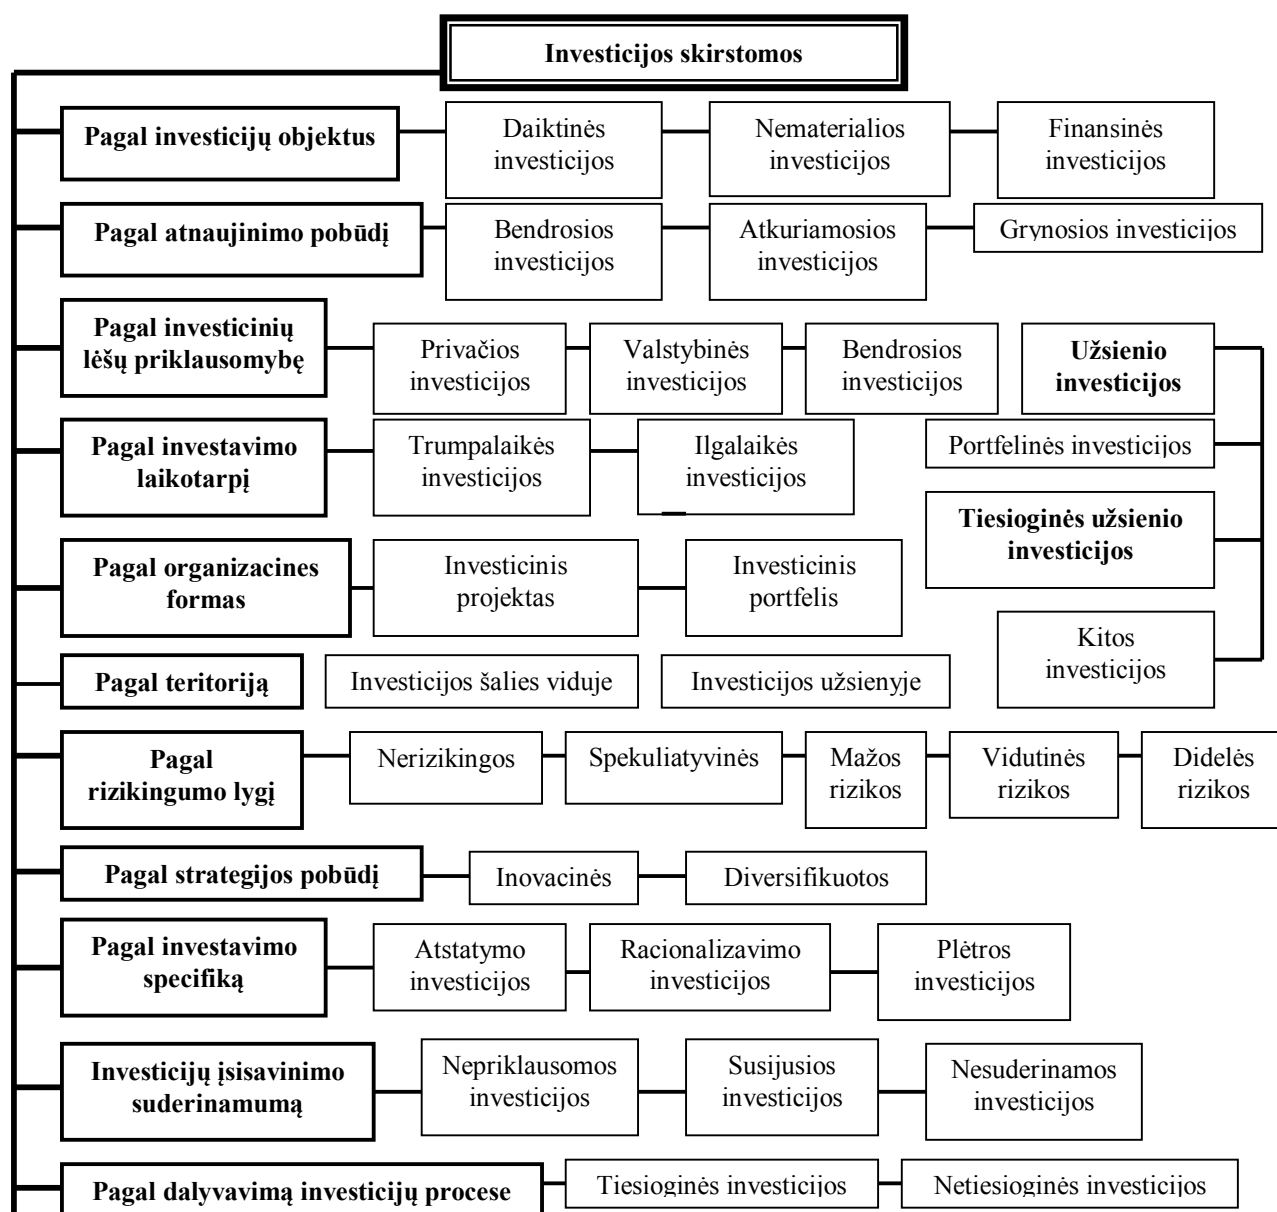 Investicijos skirstomos
Pagal investicijų objektus
Daiktinės
investicijos
Nematerialios
investicijos
Finansinės
investicijos
Pagal atnaujinimo pobūdį
Bendrosios
investicijos
Atkuriamosios
investicijos
Grynosios investicijos
Pagal investicinių
lėšų priklausomybę
Privačios
investicijos
Valstybinės
investicijos
Bendrosios
investicijos
Užsienio
investicijos
Pagal investavimo
laikotarpį
Trumpalaikės
investicijos
Ilgalaikės
investicijos
Portfelinės investicijos
Tiesioginės užsienio
investicijos
Pagal organizacines
formas
Investicinis
projektas
Investicinis
portfelis
Kitos
investicijos
Pagal teritoriją
Investicijos šalies viduje
Investicijos užsienyje
Pagal
rizikingumo lygį
Nerizikingos
Spekuliatyvinės
Mažos
rizikos
Vidutinės
rizikos
Didelės
rizikos
Pagal strategijos pobūdį
Inovacinės
Diversifikuotos
Pagal investavimo
specifiką
Atstatymo
investicijos
Racionalizavimo
investicijos
Plėtros
investicijos
Investicijų įsisavinimo
suderinamumą
Nepriklausomos
investicijos
Susijusios
investicijos
Nesuderinamos
investicijos
Pagal dalyvavimą investicijų procese
Tiesioginės investicijos
Netiesioginės investicijos